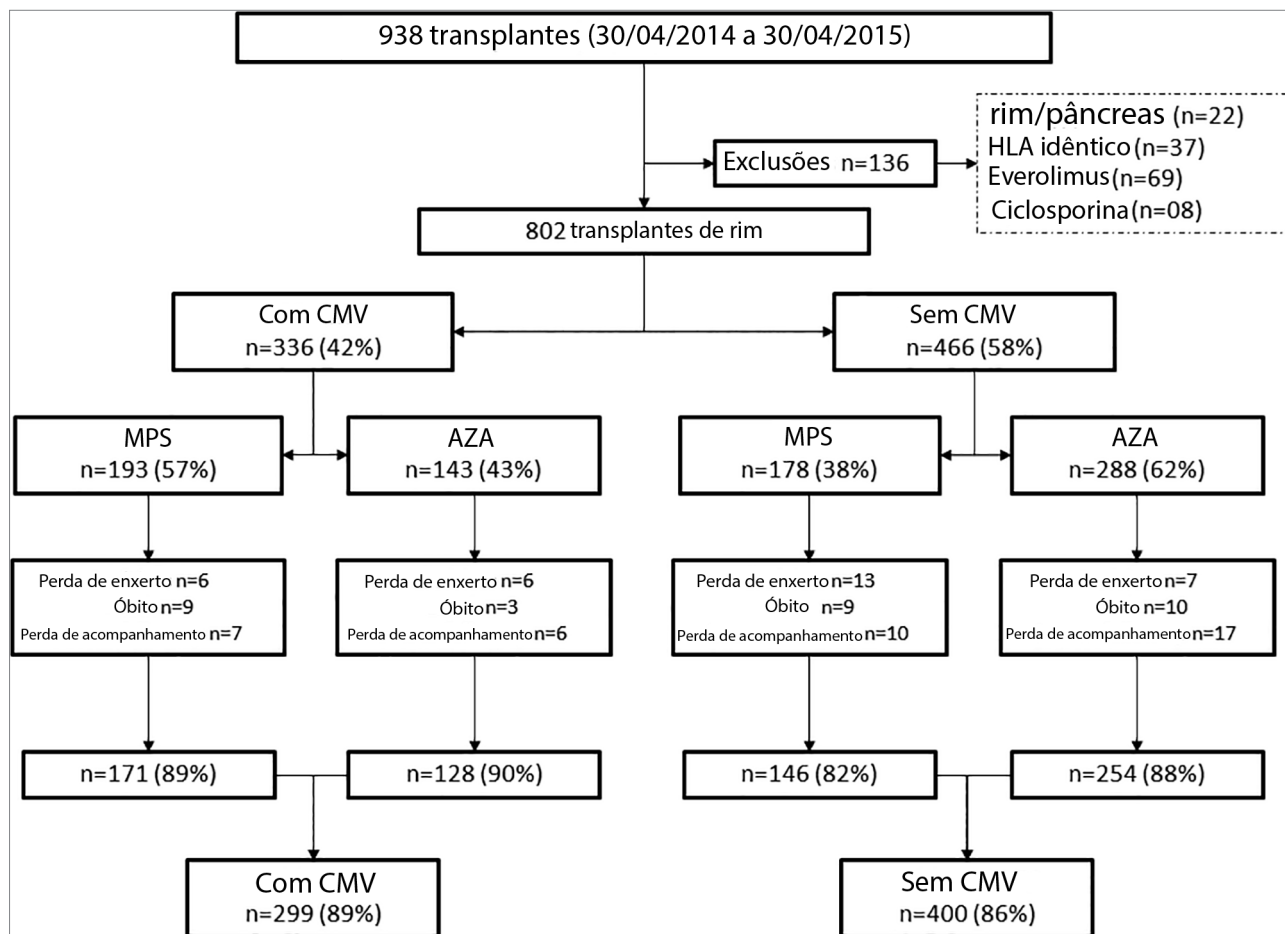 938 transplantes (30/04/2014 a 30/04/2015)
rim/pâncreas (n=22)
HLA idêntico (n=37)
Everolimus (n=69)
Ciclosporina (n=08)
Exclusões n=136
802 transplantes de rim
Com CMV
n=336 (42%)
Sem CMV
n=466 (58%)
MPS
n=193 (57%)
AZA
n=143 (43%)
MPS
n=178 (38%)
AZA
n=288 (62%)
Perda de enxerto n=6
Óbito n=9
Perda de acompanhamento n=7
Perda de enxerto n=6
Óbito n=3
Perda de acompanhamento n=6
Perda de enxerto n=13
Óbito n=9
Perda de acompanhamento n=10
Perda de enxerto n=7
Óbito n=10
Perda de acompanhamento n=17
n=171 (89%)
n=128 (90%)
n=146 (82%)
n=254 (88%)
Com CMV
n=299 (89%)
Sem CMV
n=400 (86%)